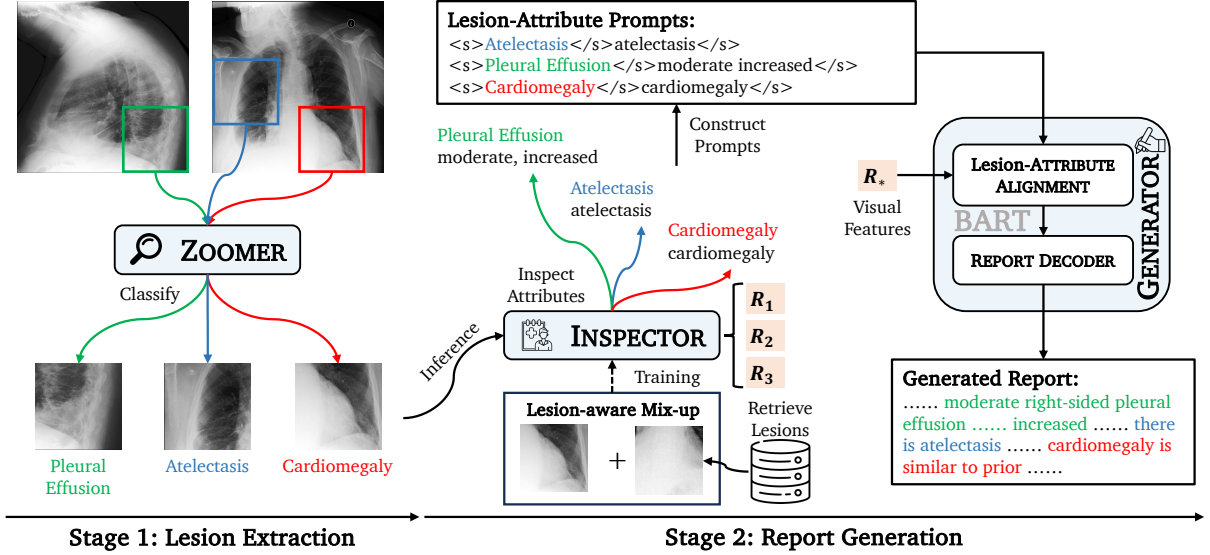 Lesion-Attribute Prompts:
<s>Atelectasis</s>atelectasis</s>
<s>Pleural Effusion</s>moderate increased</s>
<s>Cardiomegaly</s>cardiomegaly</s>
Construct
Prompts
Pleural Effusion
moderate, increased
Atelectasis
atelectasis
Cardiomegaly
cardiomegaly
ZOOMER
Classify
Pleural
Effusion
Atelectasis
Cardiomegaly
Inference
Inspect
Attributes
INSPECTOR
R1
R2
R3
Training
Lesion-aware Mix-up
+
Retrieve
Lesions
R*
Visual
Features
LESION-ATTRIBUTE
ALIGNMENT
BART
REPORT DECODER
GENERATOR
Generated Report:
...... moderate right-sided pleural
effusion ...... increased ...... there
is atelectasis ...... cardiomegaly is
similar to prior ......
Stage 1: Lesion Extraction
Stage 2: Report Generation